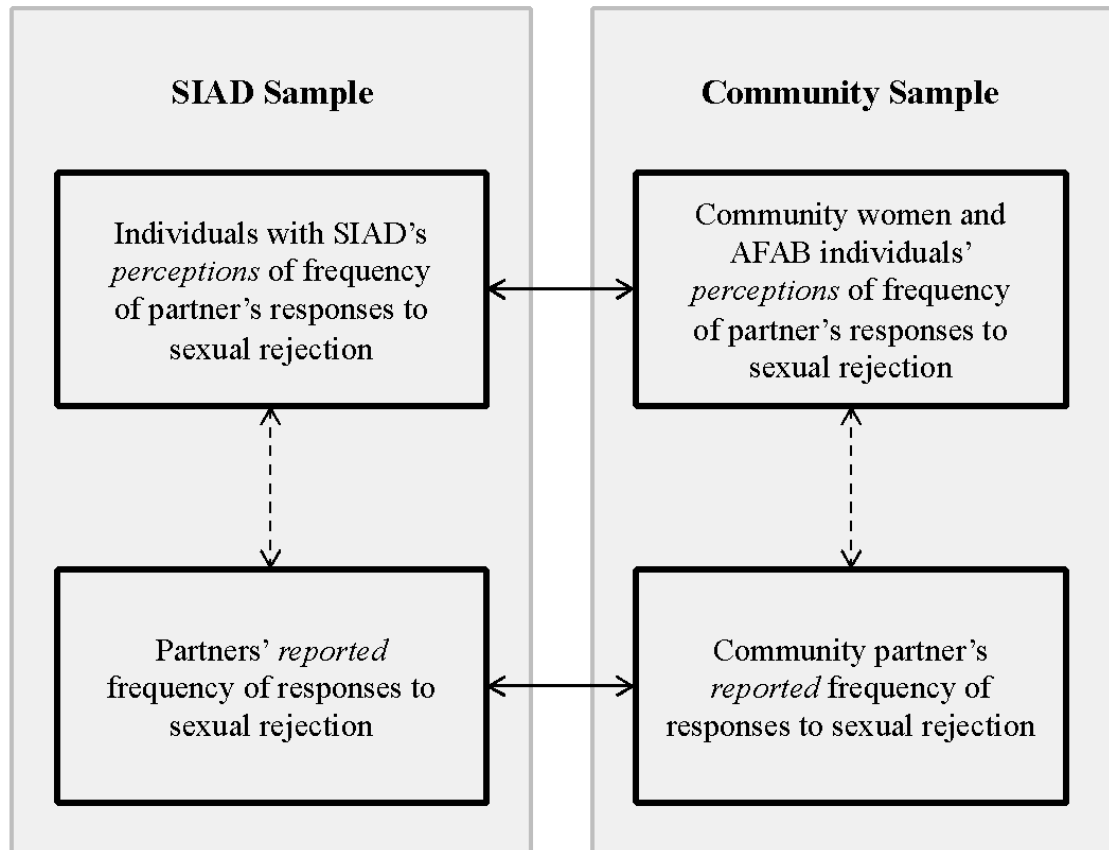 SIAD Sample
Individuals with SIAD’s
perceptions of frequency
of partner’s responses to
sexual rejection
Partners’ reported
frequency of responses to
sexual rejection
Community Sample
Community women and
AFAB individuals’
perceptions of frequency
of partner’s responses to
sexual rejection
Community partner’s
reported frequency of
responses to sexual rejection